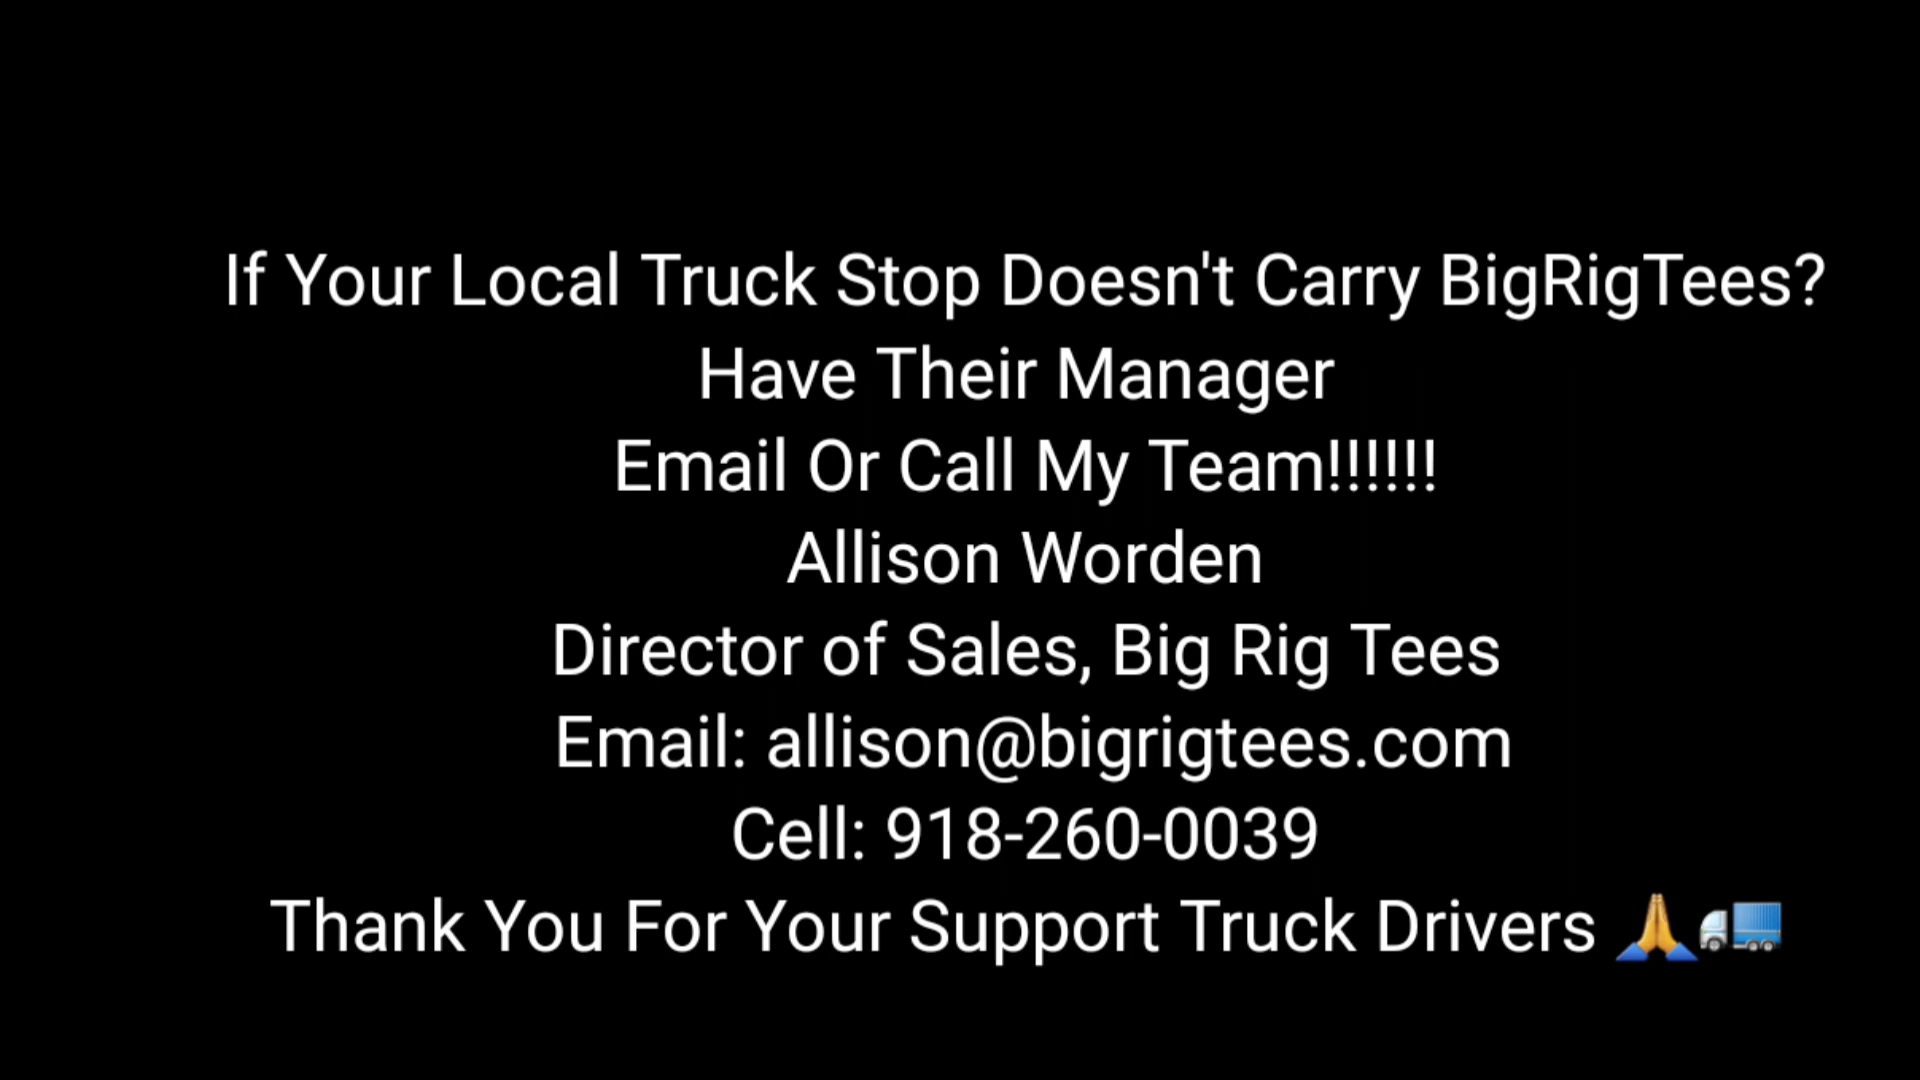 If Your Local Truck Stop Doesn't Carry BigRigTees?
Have Their Manager
Email Or Call My Team!!!!!!
Allison Worden
Director of Sales, Big Rig Tees
Email: allison@bigrigtees.com
Cell: 918-260-0039
Thank You For Your Support Truck Drivers 🙏🚛